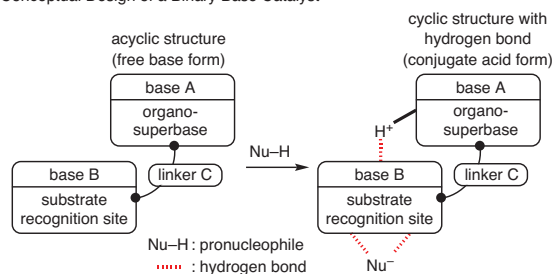 Conceptual Design of a Binary Base Catalyst
acyclic structure
(free base form)
base A
organo-
superbase
base B
substrate
recognition site
linker C
Nu–H
cyclic structure with
hydrogen bond
(conjugate acid form)
base A
organo-
superbase
H+
base B
substrate
recognition site
linker C
Nu–
Nu–H : pronucleophile
: hydrogen bond